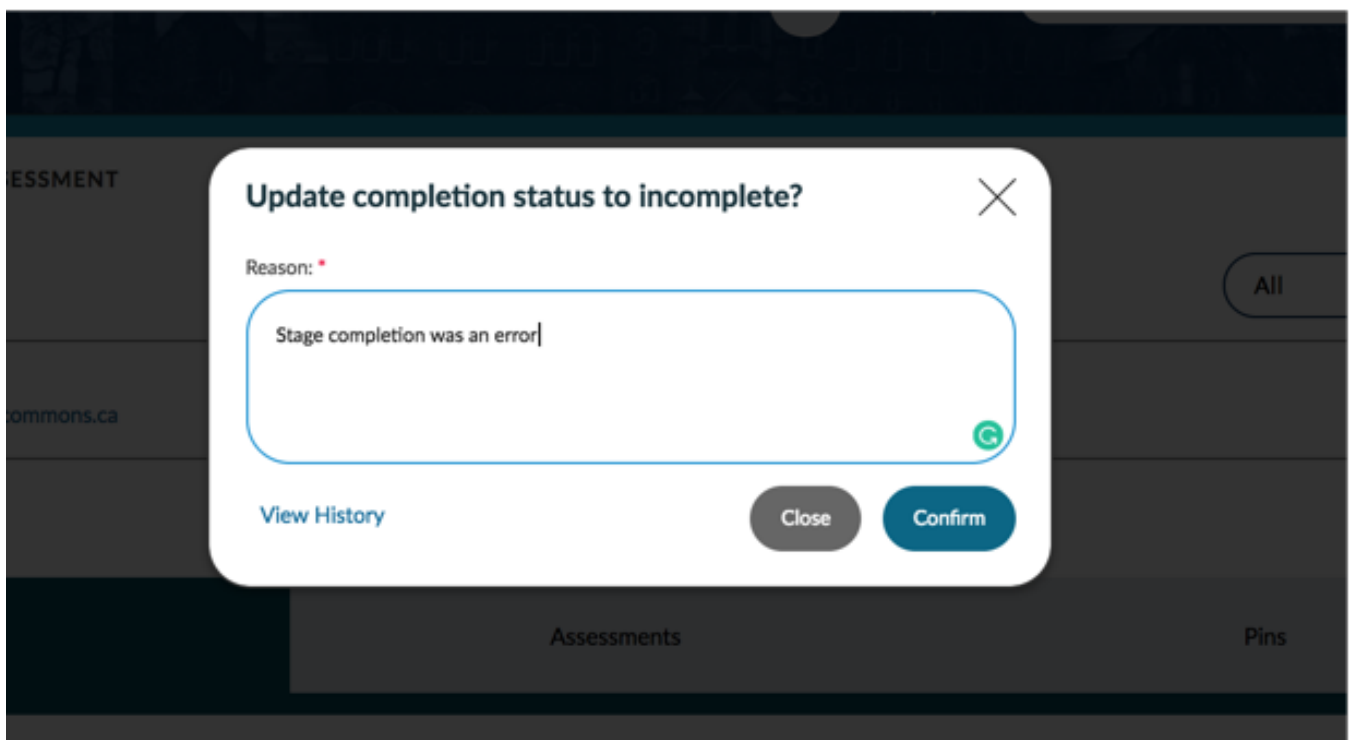 ESSMENT
Update completion status to incomplete?
Reason: *
All
Stage completion was an error
commons.ca
View History
Close
Confirm
Assessments
Pins